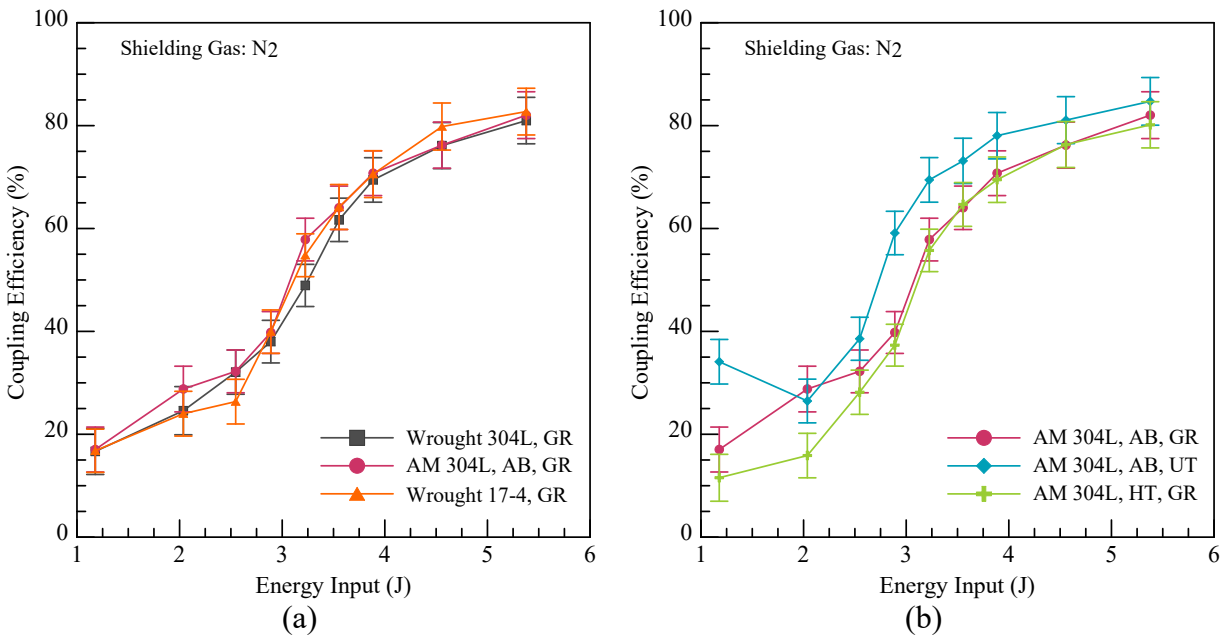 100
80
60
40
20
0
Coupling Efficiency (%)
Shielding Gas: N2
Wrought 304L, GR
AM 304L, AB, GR
Wrought 17-4, GR
1 2 3 4 5 6
Energy Input (J)
(a)
100
80
60
40
20
0
Coupling Efficiency (%)
Shielding Gas: N2
AM 304L, AB, GR
AM 304L, AB, UT
AM 304L, HT, GR
1 2 3 4 5 6
Energy Input (J)
(b)